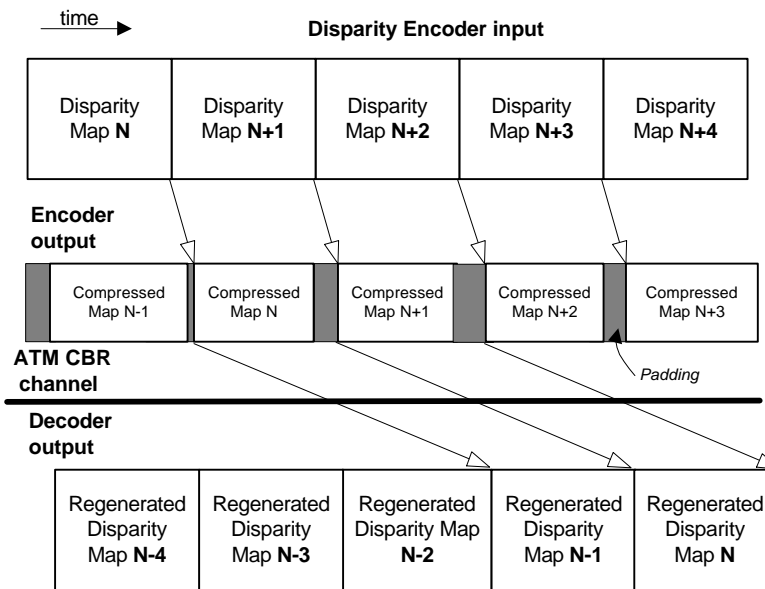 time
Disparity Encoder input
Disparity
Map N
Disparity
Map N+1
Disparity
Map N+2
Disparity
Map N+3
Disparity
Map N+4
Encoder
output
Compressed
Map N-1
Compressed
Map N
Compressed
Map N+1
Compressed
Map N+2
Compressed
Map N+3
ATM CBR
channel
Padding
Decoder
output
Regenerated
Disparity
Map N-4
Regenerated
Disparity
Map N-3
Regenerated
Disparity Map
N-2
Regenerated
Disparity
Map N-1
Regenerated
Disparity
Map N